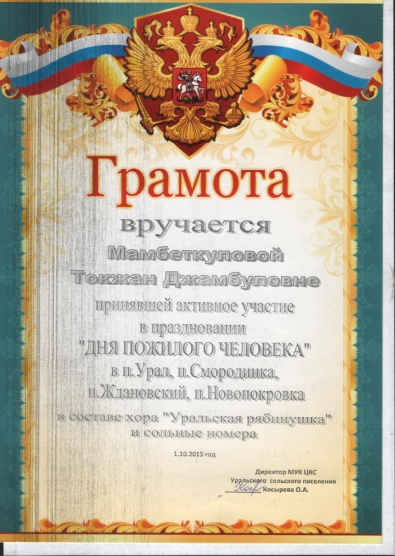 Грамота
вручается
Мамбеткуловой
Токжан Джамбуловне
принявшей активное участие
в праздновании
"ДНЯ ПОЖИЛОГО ЧЕЛОВЕКА"
в п.Урал, п.Смородинка,
п.Ждановский, п.Новопокровка
в составе хора "Уральская рябинушка"
и сольные номера
1.10.2015 год
Директор МУК ЦКС
Уральского сельского поселения
Косырева О.А.